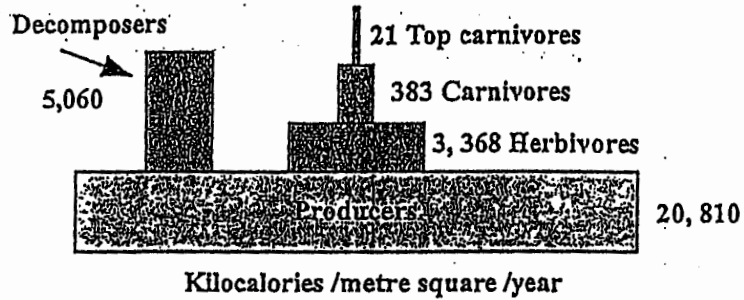 Decomposers
5,060
21 Top carnivores
383 Carnivores
3, 368 Herbivores
Producers
20, 810
Kilocalories /metre square /year